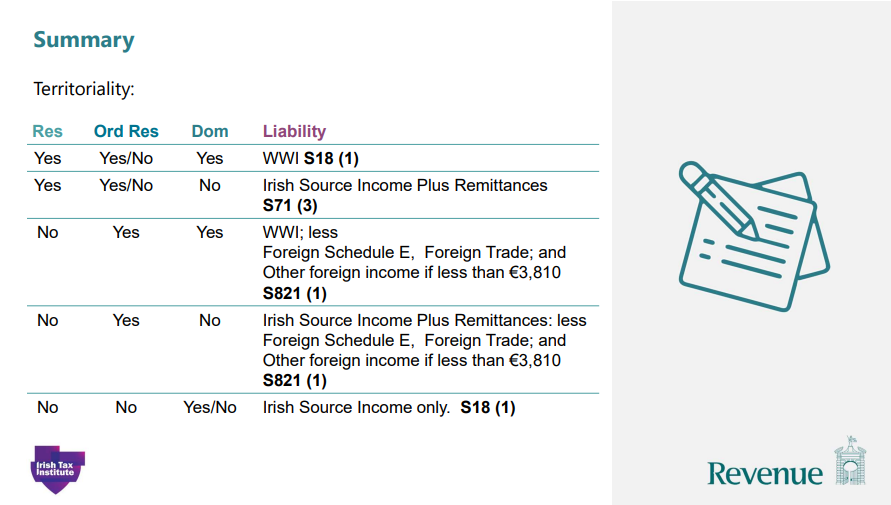 Summary
Territoriality:
Res Ord Res Dom Liability
Yes Yes/No Yes WWI S18 (1)
Yes Yes/No No Irish Source Income Plus Remittances
S71 (3)
No Yes Yes WWI; less
Foreign Schedule E, Foreign Trade; and
Other foreign income if less than €3,810
S821 (1)
No Yes No Irish Source Income Plus Remittances: less
Foreign Schedule E, Foreign Trade; and
Other foreign income if less than €3,810
S821 (1)
No No Yes/No Irish Source Income only. S18 (1)
Irish Tax
Institute
Revenue